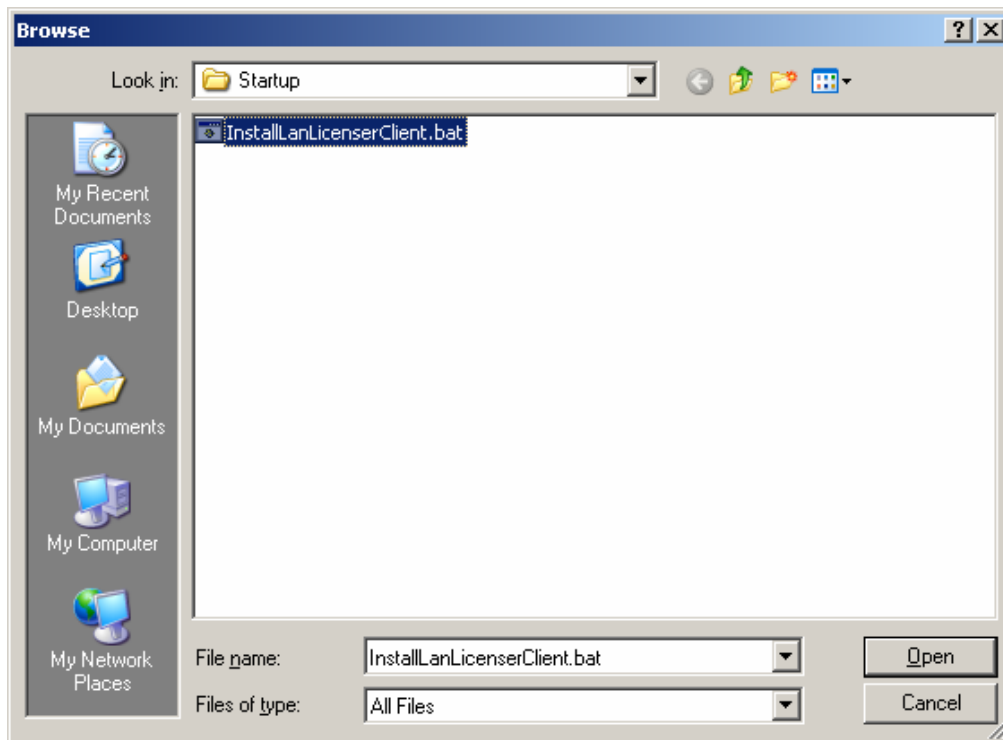 Browse
Look in: Startup
InstallLanLicenserClient.bat
My Recent
Documents
Desktop
My Documents
My Computer
My Network
Places
File name: InstallLanLicenserClient.bat Open
Files of type: All Files Cancel